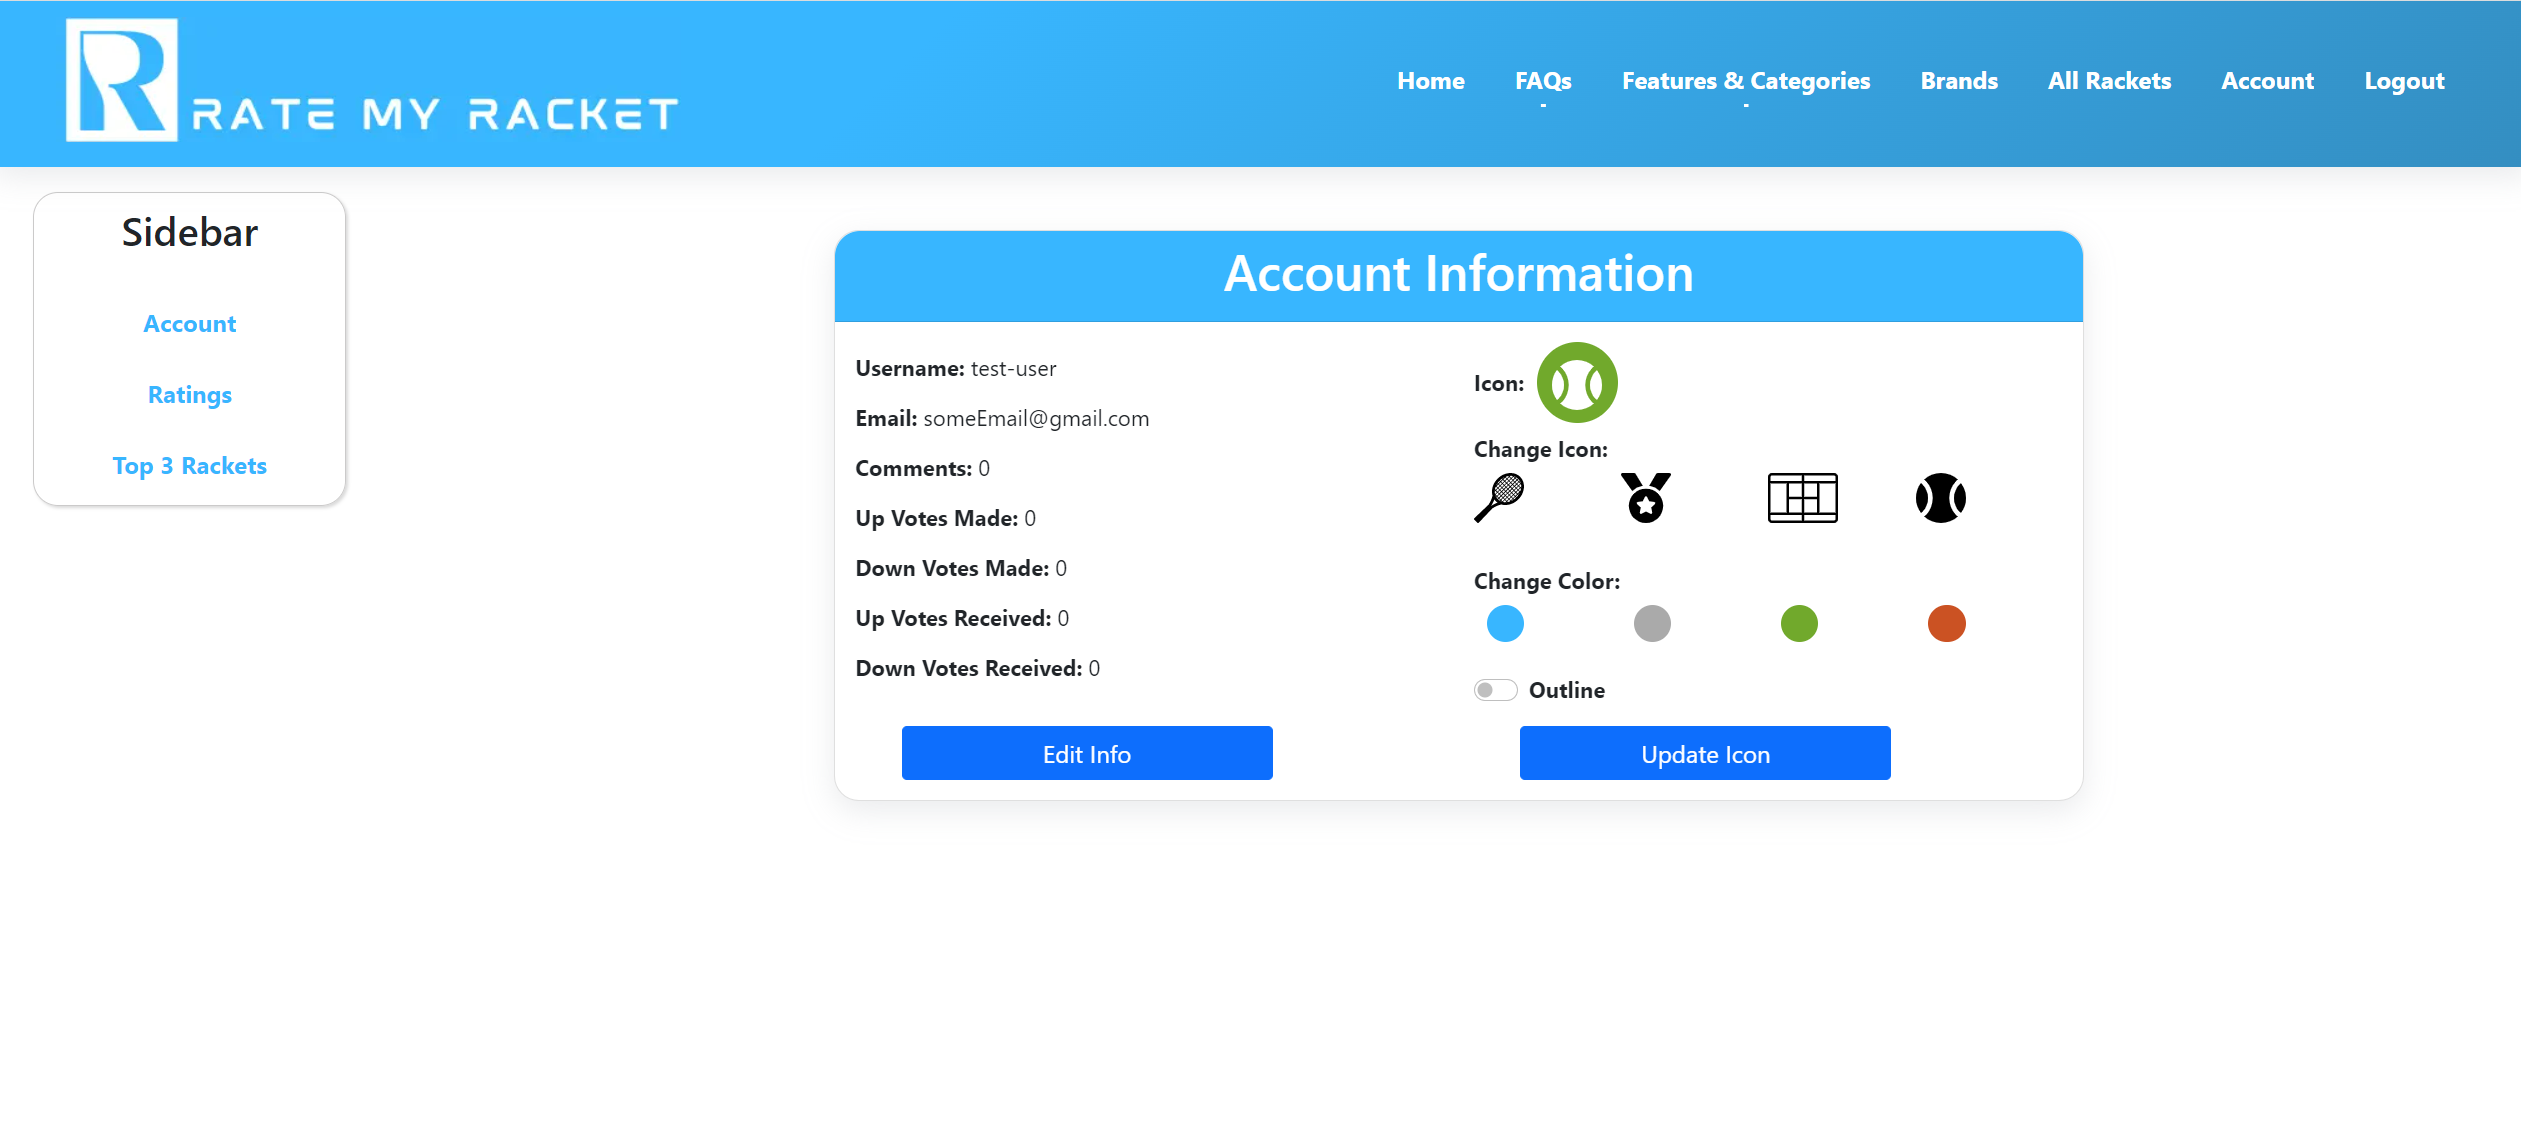 R RATE MY RACKET
Home FAQs Features & Categories Brands All Rackets Account Logout
Sidebar
Account
Ratings
Top 3 Rackets
Account Information
Username: test-user
Email: someEmail@gmail.com
Comments: 0
Up Votes Made: 0
Down Votes Made: 0
Up Votes Received: 0
Down Votes Received: 0
Edit Info
Icon:
Change Icon:
Change Color:
Outline
Update Icon